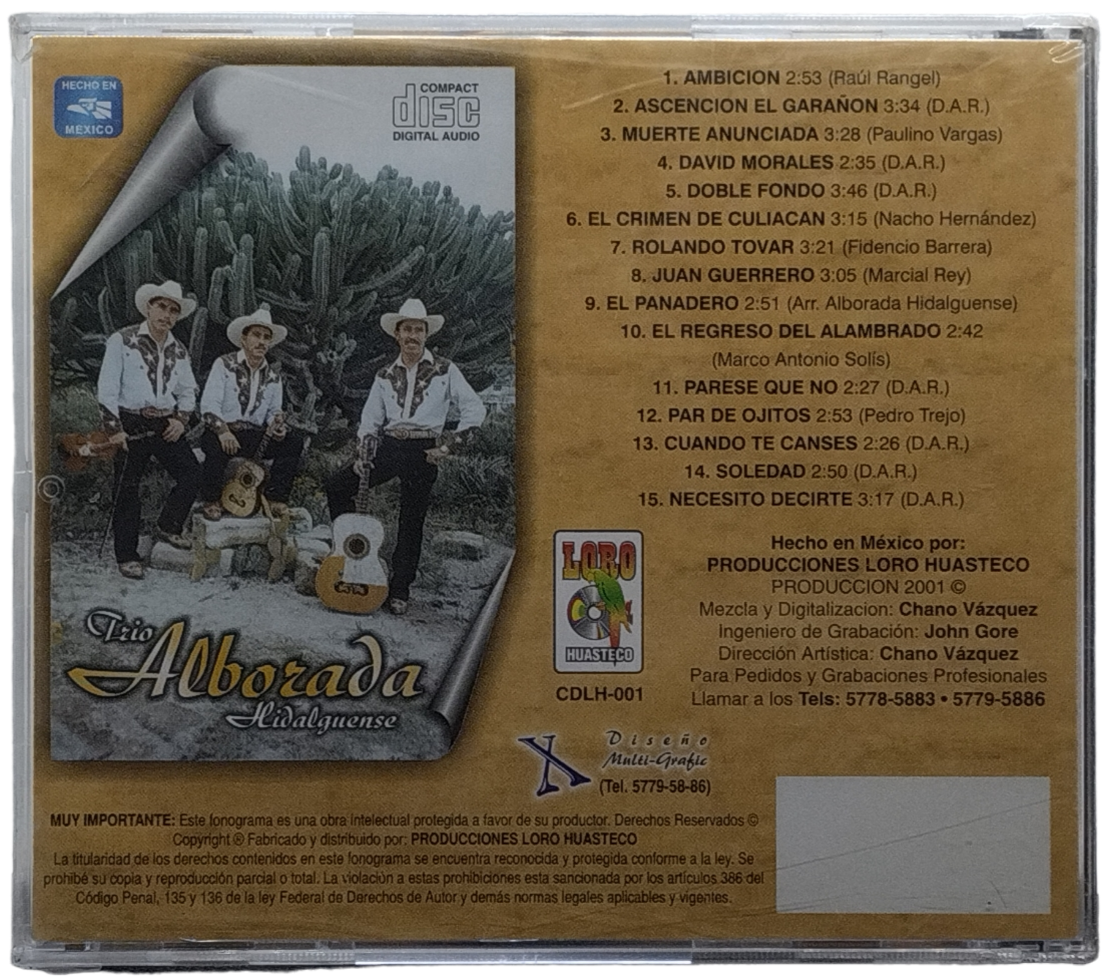 HECHO EN
MEXICO
COMPACT
disc
DIGITAL AUDIO
Trio
Alborada
Hidalguense
1. AMBICION 2:53 (Raúl Rangel)
2. ASCENCION EL GARAÑON 3:34 (D.A.R.)
3. MUERTE ANUNCIADA 3:28 (Paulino Vargas)
4. DAVID MORALES 2:35 (D.A.R.)
5. DOBLE FONDO 3:46 (D.A.R.)
6. EL CRIMEN DE CULIACAN 3:15 (Nacho Hernández)
7. ROLANDO TOVAR 3:21 (Fidencio Barrera)
8. JUAN GUERRERO 3:05 (Marcial Rey)
9. EL PANADERO 2:51 (Arr. Alborada Hidalguense)
10. EL REGRESO DEL ALAMBRADO 2:42
(Marco Antonio Solís)
11. PARESE QUE NO 2:27 (D.A.R.)
12. PAR DE OJITOS 2:53 (Pedro Trejo)
13. CUANDO TE CANSES 2:26 (D.A.R.)
14. SOLEDAD 2:50 (D.A.R.)
15. NECESITO DECIRTE 3:17 (D.A.R.)
LORO
HUASTECO
CDLH-001
Hecho en México por:
PRODUCCIONES LORO HUASTECO
PRODUCCION 2001 ©
Mezcla y Digitalizacion: Chano Vázquez
Ingeniero de Grabación: John Gore
Dirección Artística: Chano Vázquez
Para Pedidos y Grabaciones Profesionales
Llamar a los Tels: 5778-5883 • 5779-5886
X
Diseño
Multi-Grafic
(Tel. 5779-58-86)
MUY IMPORTANTE: Este fonograma es una obra Intelectual protegida a favor de su productor. Derechos Reservados ©
Copyright ® Fabricado y distribuido por: PRODUCCIONES LORO HUASTECO
La titularidad de los derechos contenidos en este fonograma se encuentra reconocida y protegida conforme a la ley. Se
prohibé su copia y reproducción parcial o total. La violación a estas prohibiciones esta sancionada por los artículos 386 del
Código Penal, 135 y 136 de la ley Federal de Derechos de Autor y demás normas legales aplicables y vigentes.